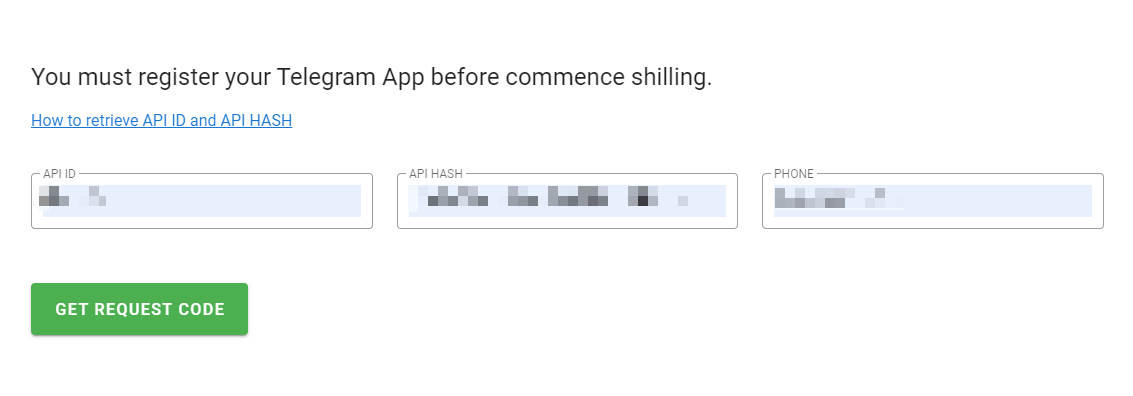 You must register your Telegram App before commence shilling.
How to retrieve API ID and API HASH
API ID
API HASH
PHONE
GET REQUEST CODE